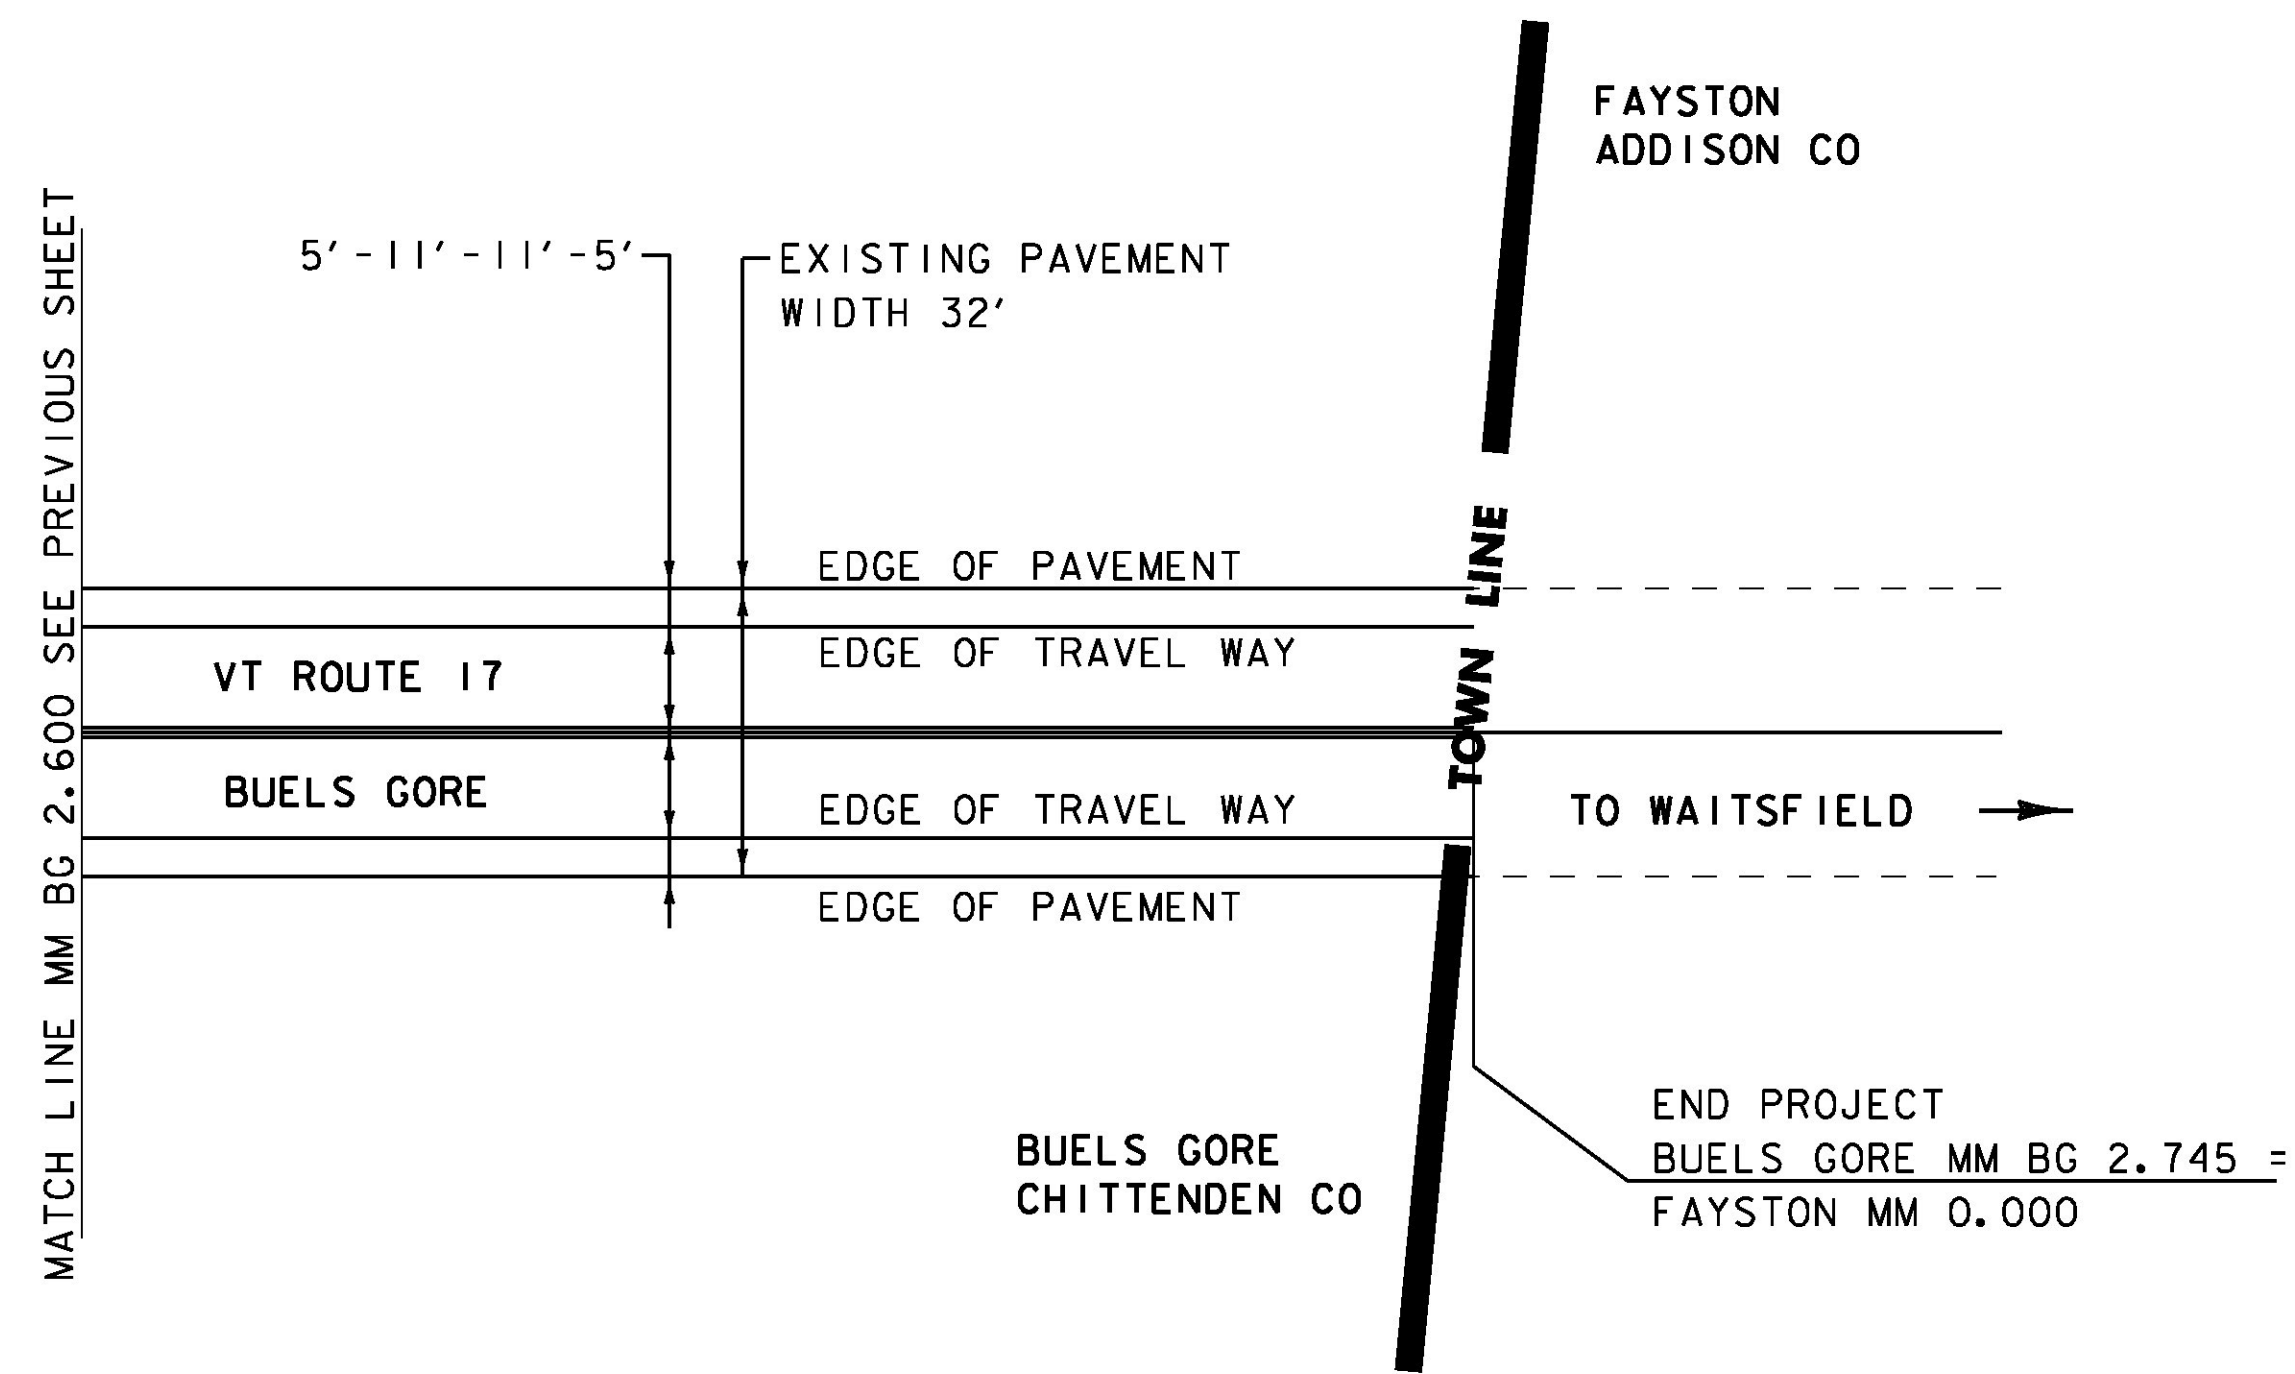 FAYSTON
ADDISON CO
5'-11'-11'-5'
EXISTING PAVEMENT
WIDTH 32'
MATCH LINE MM BG 2.600 SEE PREVIOUS SHEET
EDGE OF PAVEMENT
EDGE OF TRAVEL WAY
VT ROUTE 17
TOWN LINE
BUELS GORE
EDGE OF TRAVEL WAY
TO WAITSFIELD
EDGE OF PAVEMENT
BUELS GORE
CHITTENDEN CO
END PROJECT
BUELS GORE MM BG 2.745 =
FAYSTON MM 0.000